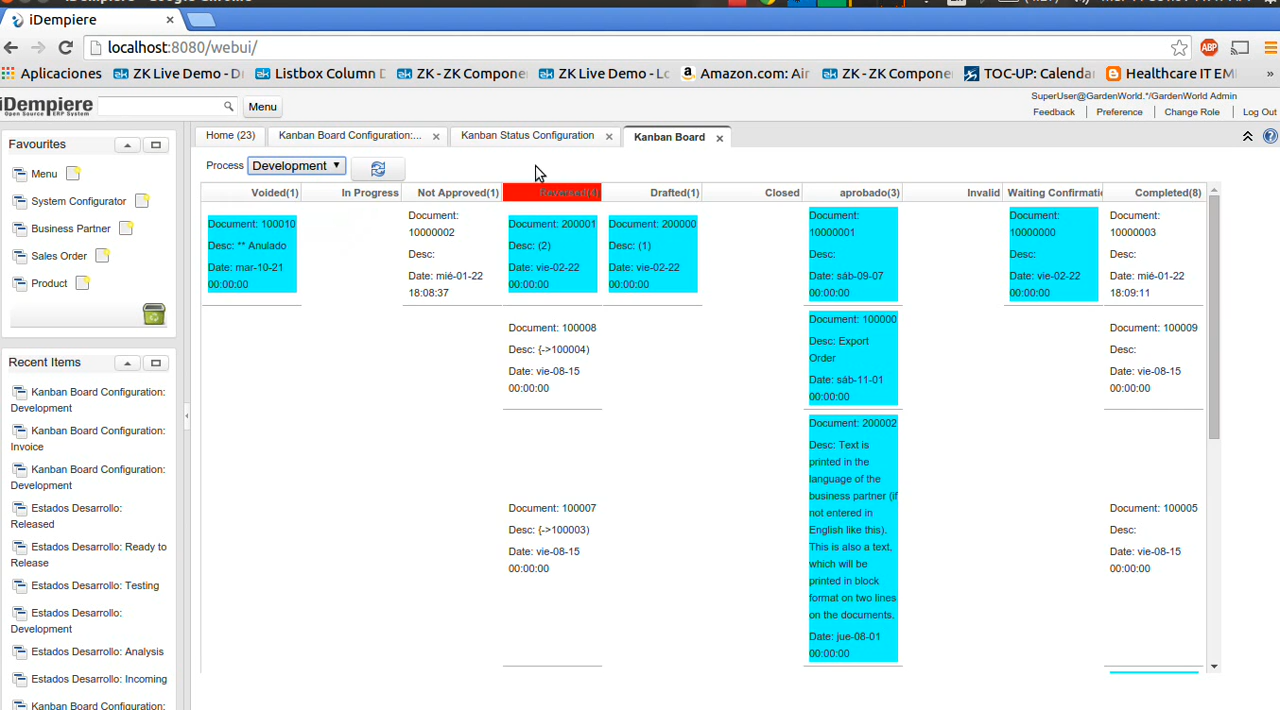 iDempiere
localhost:8080/webui/
Aplicaciones
ZK Live Demo - D
Listbox Column
ZK - ZK Compone
ZK Live Demo - Lo
Amazon.com: Air
ZK - ZK Compone
TOC-UP: Calenda
Healthcare IT EM
»
iDempiere
Open Source ERP System
Menu
SuperUser@GardenWorld.*/GardenWorld Admin
Feedback
Preference
Change Role
Log Out
Home (23)
Kanban Board Configuration:...
Kanban Status Configuration
Kanban Board
Favourites
Menu
System Configurator
Business Partner
Sales Order
Product
Recent Items
Kanban Board Configuration:
Development
Kanban Board Configuration:
Invoice
Kanban Board Configuration:
Development
Estados Desarrollo:
Released
Estados Desarrollo: Ready to
Release
Estados Desarrollo: Testing
Estados Desarrollo:
Development
Estados Desarrollo: Analysis
Estados Desarrollo: Incoming
Kanban Board Configuration:
Process
Development
Voided(1)
In Progress
Not Approved(1)
Reversed(4)
Drafted(1)
Closed
aprobado(3)
Invalid
Waiting Confirmatic
Completed(8)
Document: 100010
Desc: ** Anulado
Date: mar-10-21
00:00:00
Document:
10000002
Desc:
Date: mié-01-22
18:08:37
Document: 200001
Desc: (2)
Date: vie-02-22
00:00:00
Document: 200000
Desc: (1)
Date: vie-02-22
00:00:00
Document:
10000001
Desc:
Date: sáb-09-07
00:00:00
Document:
10000000
Desc:
Date: vie-02-22
00:00:00
Document:
10000003
Desc:
Date: mié-01-22
18:09:11
Document: 100008
Desc: {->100004)
Date: vie-08-15
00:00:00
Document: 100000
Desc: Export
Order
Date: sáb-11-01
00:00:00
Document: 100009
Desc:
Date: vie-08-15
00:00:00
Document: 100007
Desc: {->100003)
Date: vie-08-15
00:00:00
Document: 200002
Desc: Text is
printed in the
language of the
business partner (if
not entered in
English like this).
This is also a text,
which will be
printed in block
format on two lines
on the documents.
Date: jue-08-01
00:00:00
Document: 100005
Desc:
Date: vie-08-15
00:00:00